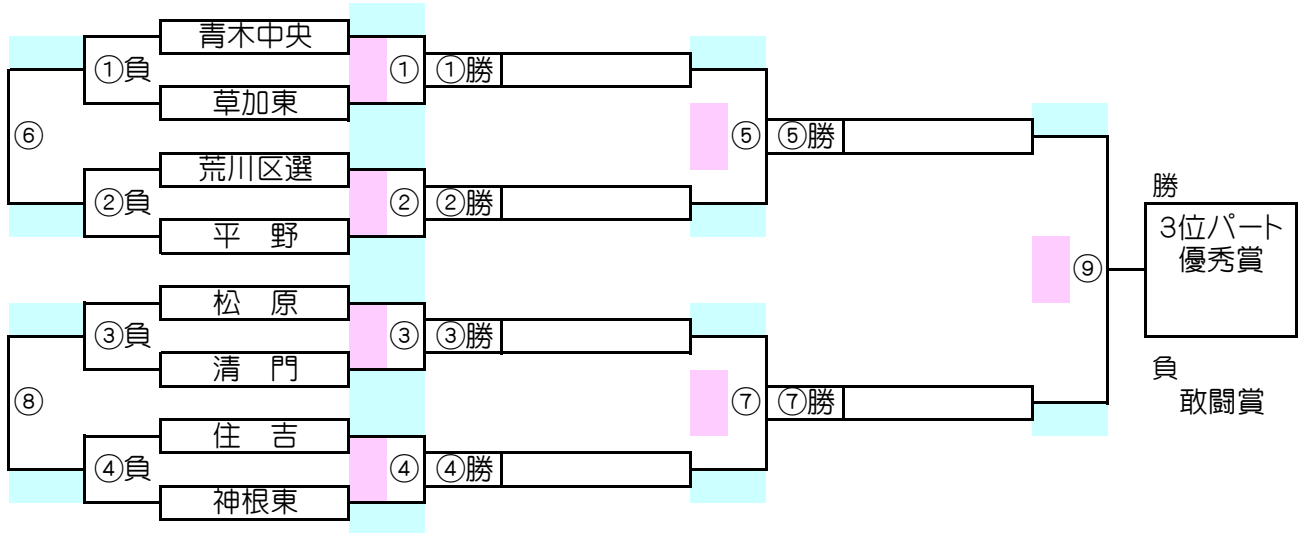 青木中央
①負
①
①勝
草加東
⑥
⑤
⑤勝
荒川区選
②負
②
②勝
平　野
勝
3位パート
優秀賞
⑨
松　原
③負
③
③勝
清　門
負
敢闘賞
⑧
⑦
⑦勝
住　吉
④負
④
④勝
神根東